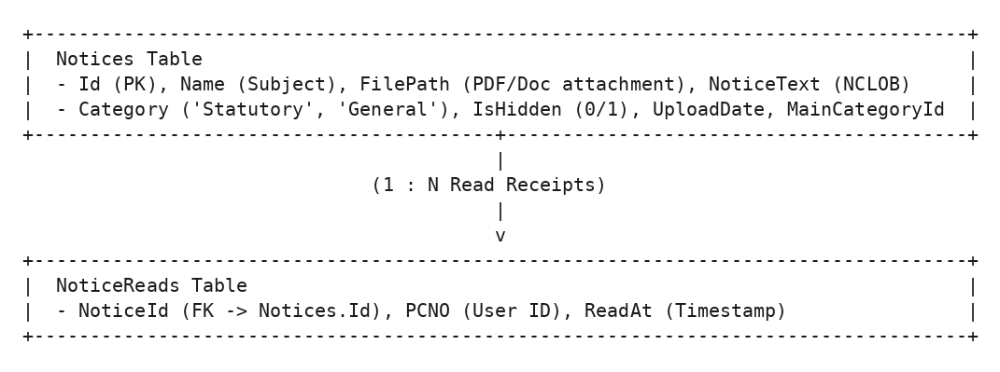 +-----------------------------------------------------------------------------------+
|  Notices Table                                                                    |
|  - Id (PK), Name (Subject), FilePath (PDF/Doc attachment), NoticeText (NCLOB)     |
|  - Category ('Statutory', 'General'), IsHidden (0/1), UploadDate, MainCategoryId  |
+-----------------------------------------+-----------------------------------------+
                                          |
                               (1 : N Read Receipts)
                                          |
                                          v
+-----------------------------------------------------------------------------------+
|  NoticeReads Table                                                                |
|  - NoticeId (FK -> Notices.Id), PCNO (User ID), ReadAt (Timestamp)                |
+-----------------------------------------------------------------------------------+